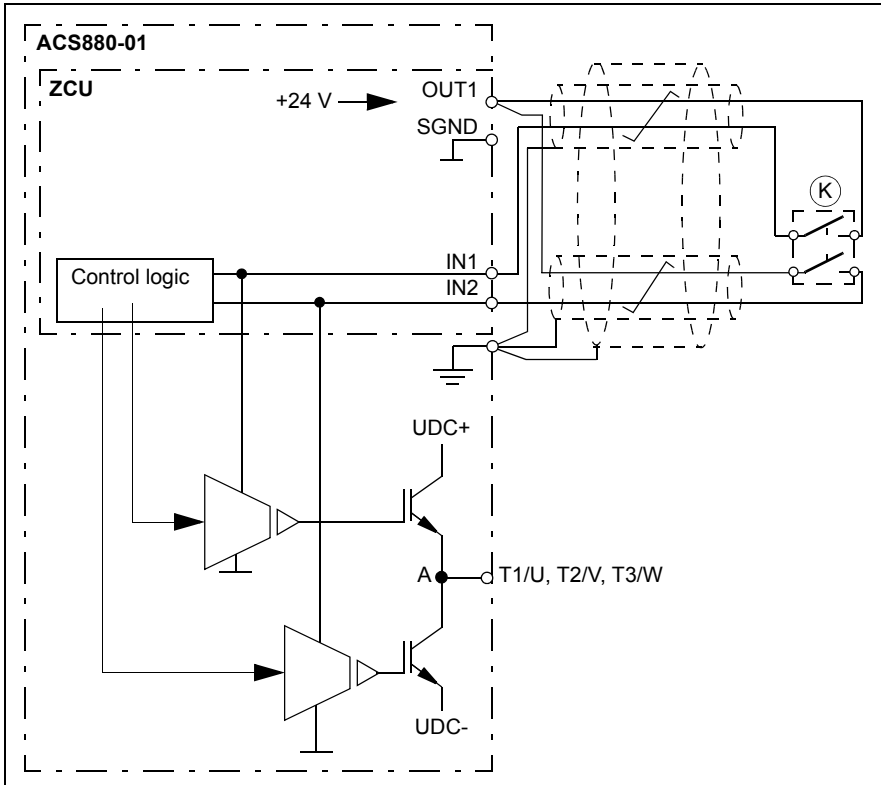 ACS880-01
ZCU
+24 V
OUT1
SGND
K
Control logic
IN1
IN2
UDC+
A
T1/U, T2/V, T3/W
UDC-